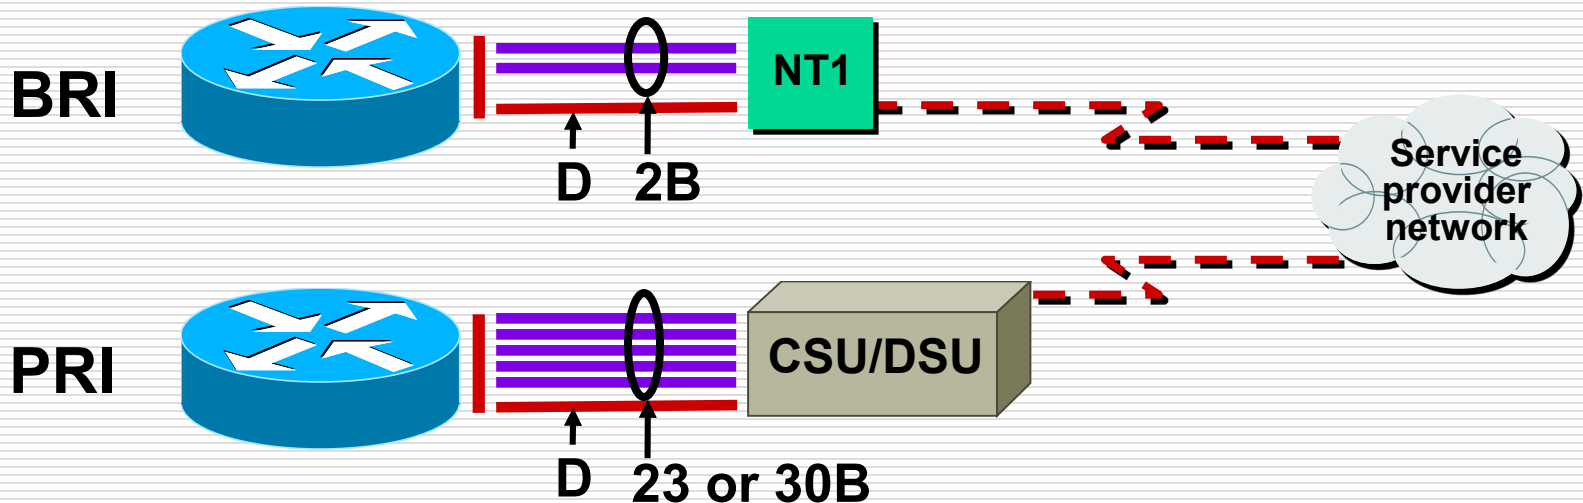 BRI
NT1
D
2B
Service
provider
network
PRI
CSU/DSU
D
23 or 30B